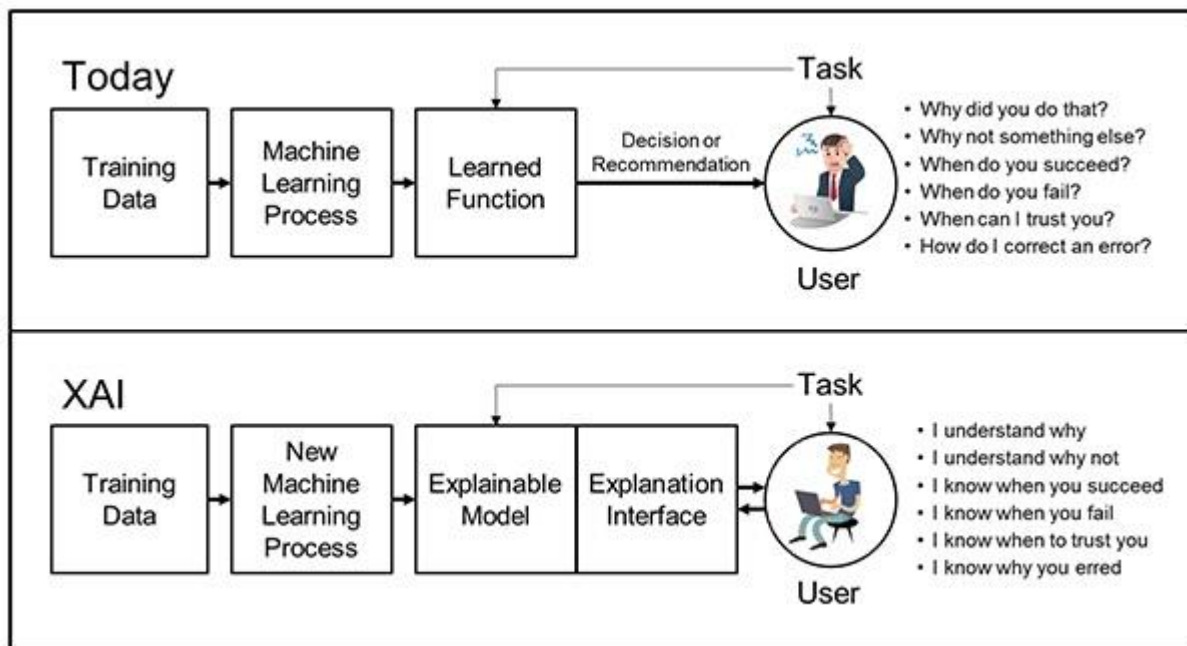 Today
Task
Training
Data
Machine
Learning
Process
Learned
Function
Decision or
Recommendation
User
• Why did you do that?
• Why not something else?
• When do you succeed?
• When do you fail?
• When can I trust you?
• How do I correct an error?
XAI
Task
Training
Data
New
Machine
Learning
Process
Explainable
Model
Explanation
Interface
User
• I understand why
• I understand why not
• I know when you succeed
• I know when you fail
• I know when to trust you
• I know why you erred